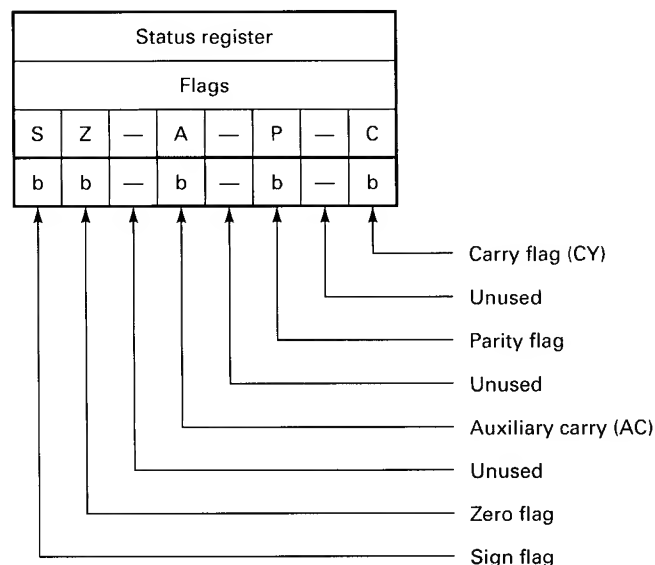 Status register
Flags
S Z — A — P — C
b b — b — b — b
Carry flag (CY)
Unused
Parity flag
Unused
Auxiliary carry (AC)
Unused
Zero flag
Sign flag